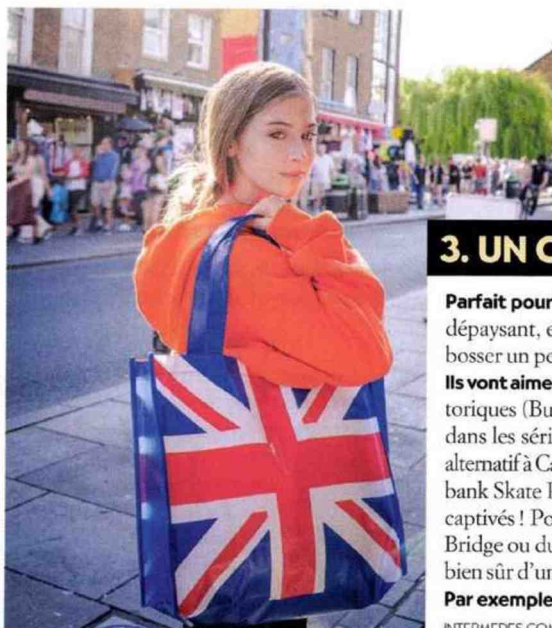 3. UN C
Parfait pour
dépaysant, e
bosser un pe
Ils vont aime
toriques (Bu
dans les séri
alternatif à Ca
bank Skate P
captivés ! Po
Bridge ou du
bien sûr d'un
Par exemple